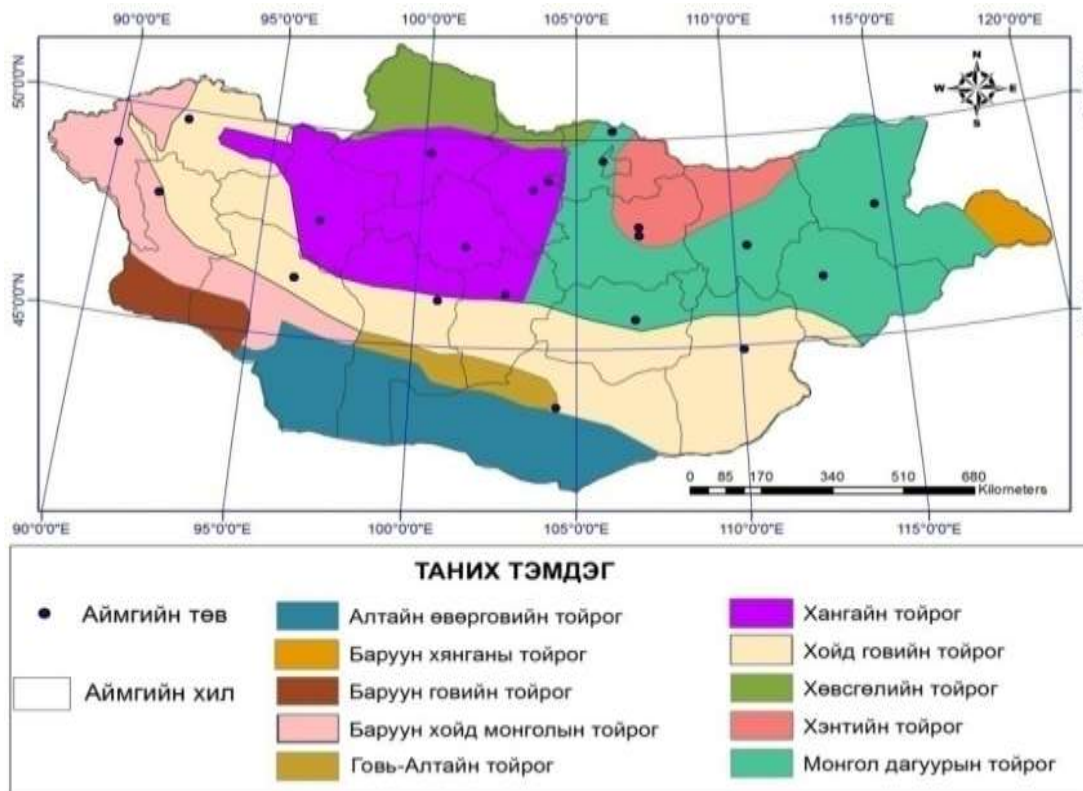 90°0'0"E 95°0'0"E 100°0'0"E 105°0'0"E 110°0'0"E 115°0'0"E 120°0'0"E
50°0'0"N
N
W E
S
45°0'0"N
0 85 170 340 510 680
Kilometers
90°0'0"E 95°0'0"E 100°0'0"E 105°0'0"E 110°0'0"E 115°0'0"E
ТАНИХ ТЭМДЭГ
Аймгийн төв
Аймгийн хил
Алтайн өвөрговийн тойрог
Баруун хянганы тойрог
Баруун говийн тойрог
Баруун хойд монголын тойрог
Говь-Алтайн тойрог
Хангайн тойрог
Хойд говийн тойрог
Хөвсгөлийн тойрог
Хэнтийн тойрог
Монгол дагуурын тойрог